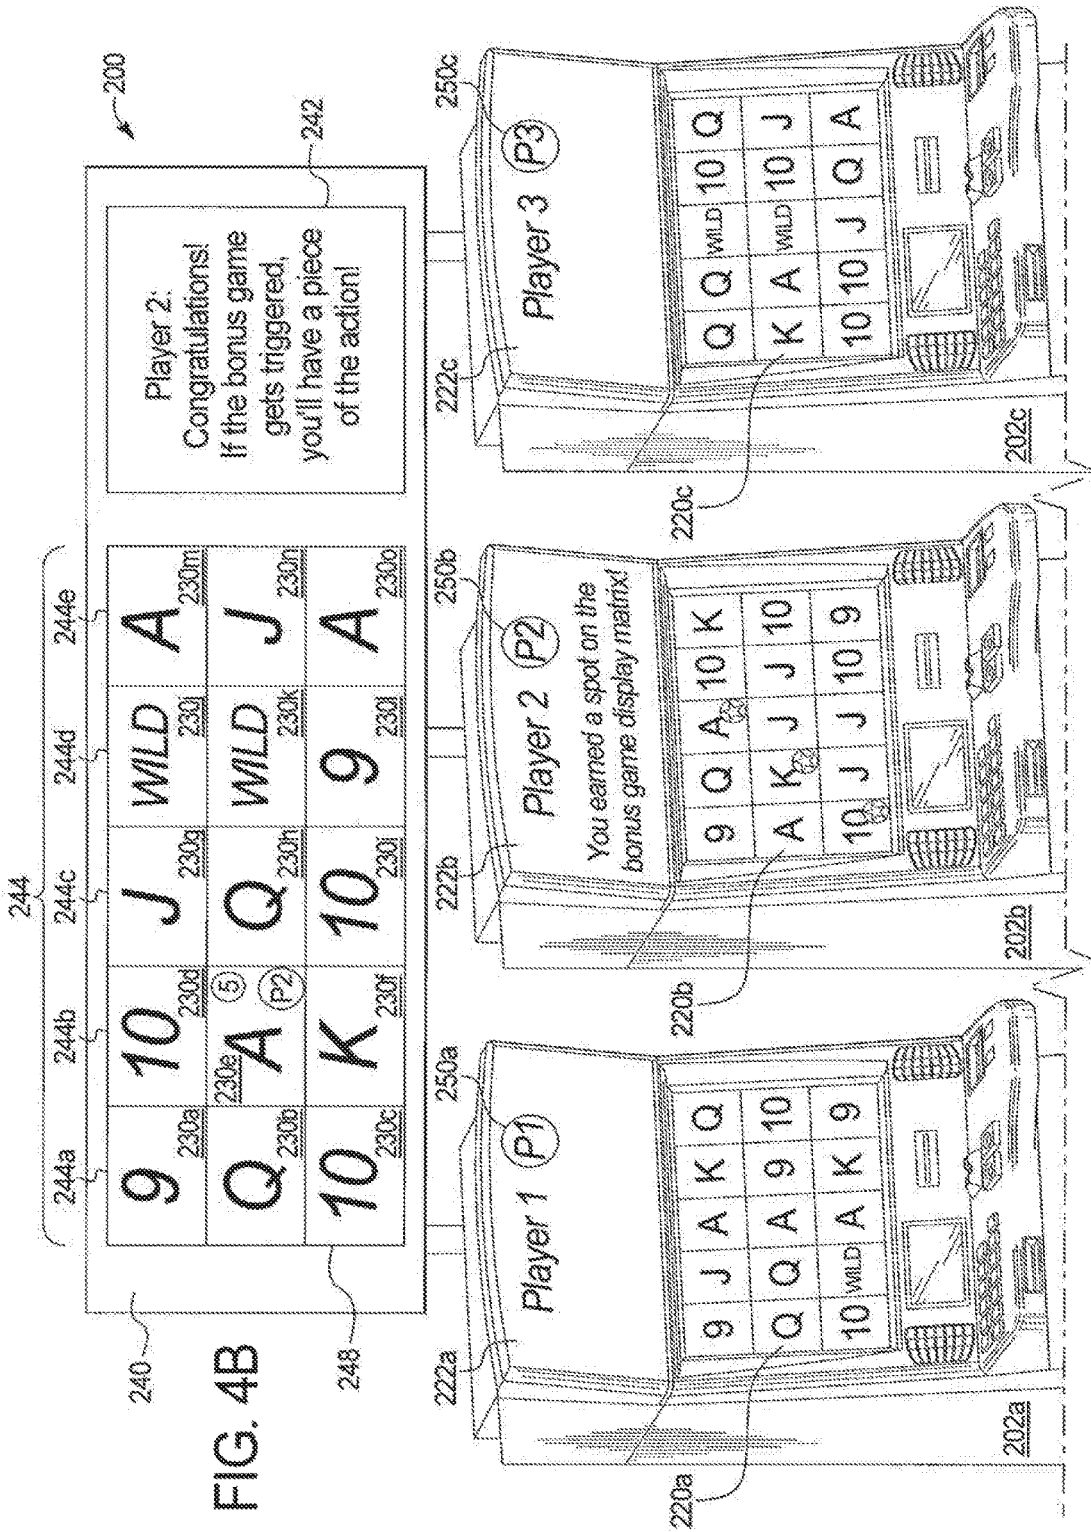 FIG. 4B
200
240
248
244
244a 244b 244c 244d 244e
9 230a 10 230d J 230g WILD 230j A 230m
Q 230b 230e A 5 P2 Q 230h WILD 230k J 230n
10 230c K 230f 10 230i 9 230l A 230o
242
Player 2:
Congratulations!
If the bonus game
gets triggered,
you'll have a piece
of the action!
222a
250a
Player 1 P1
9 J A K Q
Q Q A 9 10
10 WILD A K 9
220a
202a
222b
250b
Player 2 P2
You earned a spot on the
bonus game display matrix!
9 Q A 10 K
A K J J 10
10 J J 10 9
220b
202b
222c
250c
Player 3 P3
Q Q WILD 10 Q
K A WILD 10 J
10 10 J Q A
220c
202c